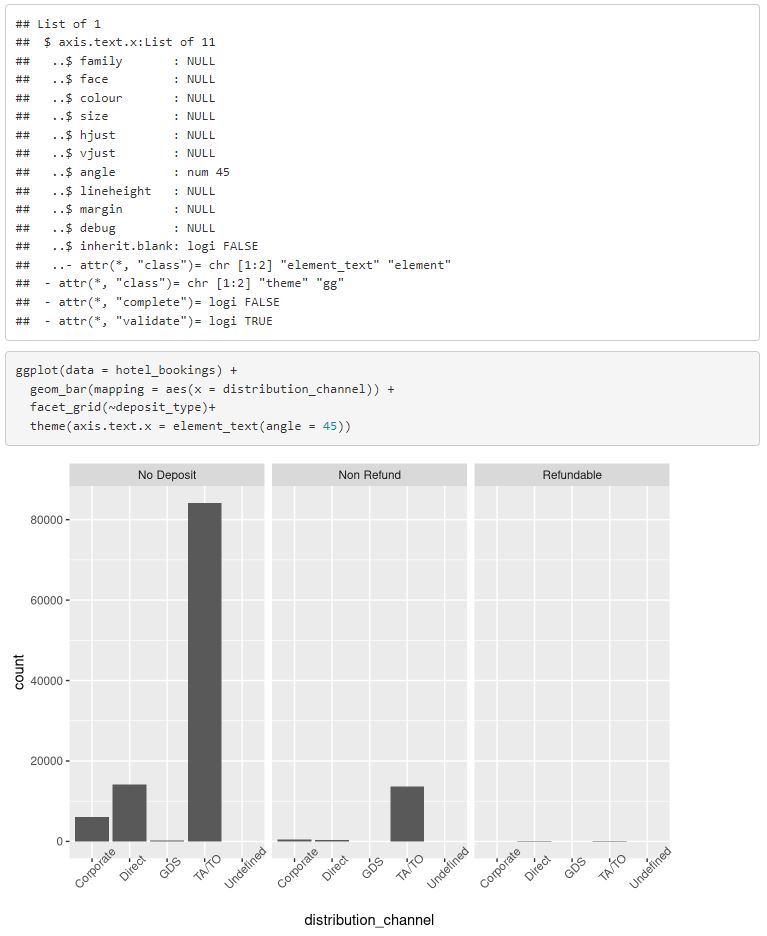 ## List of 1
##  $ axis.text.x:List of 11
##   ..$ family       : NULL
##   ..$ face         : NULL
##   ..$ colour       : NULL
##   ..$ size         : NULL
##   ..$ hjust        : NULL
##   ..$ vjust        : NULL
##   ..$ angle        : num 45
##   ..$ lineheight   : NULL
##   ..$ margin       : NULL
##   ..$ debug        : NULL
##   ..$ inherit.blank: logi FALSE
##   ..- attr(*, "class")= chr [1:2] "element_text" "element"
##  - attr(*, "class")= chr [1:2] "theme" "gg"
##  - attr(*, "complete")= logi FALSE
##  - attr(*, "validate")= logi TRUE
ggplot(data = hotel_bookings) +
  geom_bar(mapping = aes(x = distribution_channel)) +
  facet_grid(~deposit_type)+
  theme(axis.text.x = element_text(angle = 45))
No Deposit Non Refund Refundable
80000
60000
40000
20000
0
count
Corporate Direct GDS TA/TO Undefined Corporate Direct GDS TA/TO Undefined Corporate Direct GDS TA/TO Undefined
distribution_channel